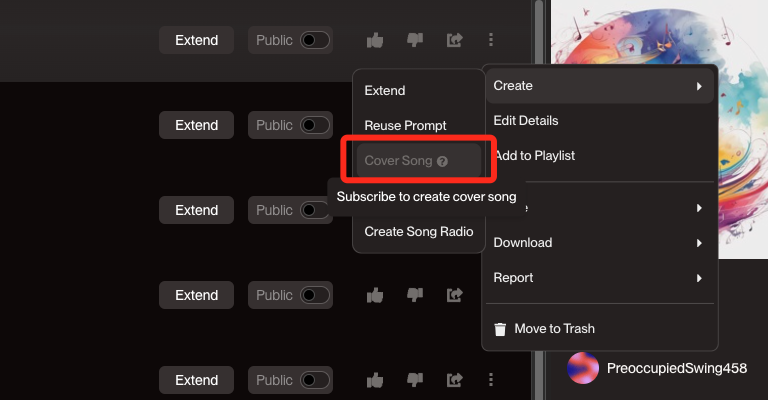 Extend Public
Extend Public
Extend Public
Extend Public
Extend Public
Extend
Reuse Prompt
Cover Song ?
Subscribe to create cover song
Create Song Radio
Create
Edit Details
Add to Playlist
Download
Report
Move to Trash
PreoccupiedSwing458